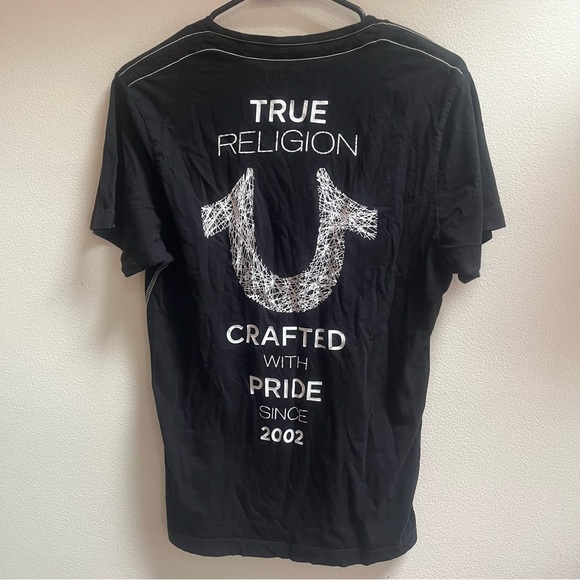 TRUE
RELIGION
CRAFTED
WITH
PRIDE
SINCE
2002